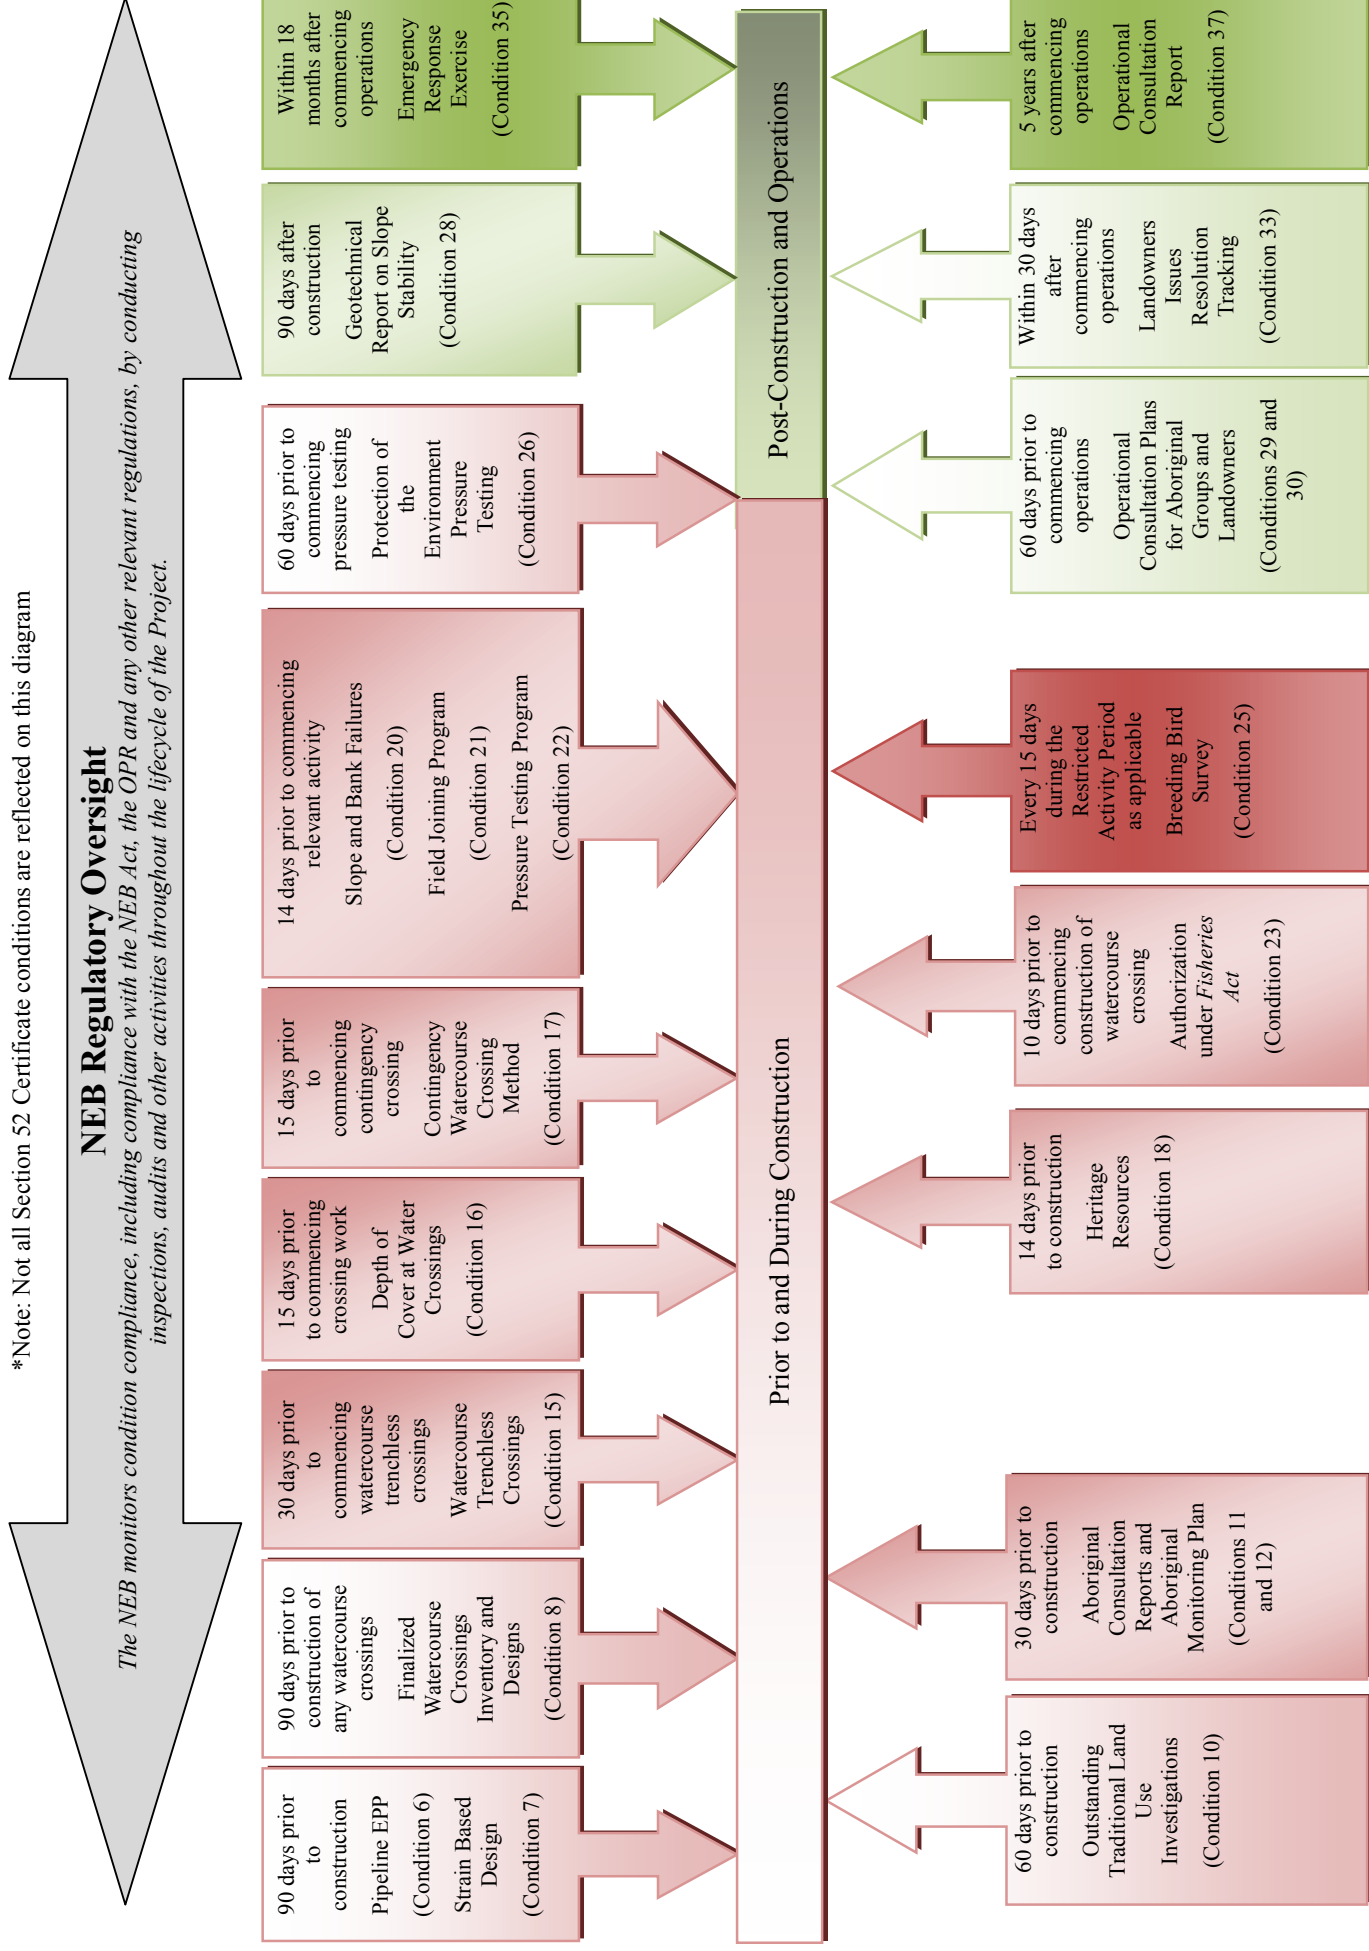 *Note: Not all Section 52 Certificate conditions are reflected on this diagram
NEB Regulatory Oversight
The NEB monitors condition compliance, including compliance with the NEB Act, the OPR and any other relevant regulations, by conducting
inspections, audits and other activities throughout the lifecycle of the Project.
90 days prior
to
construction
Pipeline EPP
(Condition 6)
Strain Based
Design
(Condition 7)
90 days prior to
construction of
any watercourse
crossings
Finalized
Watercourse
Crossings
Inventory and
Designs
(Condition 8)
30 days prior
to
commencing
watercourse
trenchless
crossings
Watercourse
Trenchless
Crossings
(Condition 15)
15 days prior
to commencing
crossing work
Depth of
Cover at Water
Crossings
(Condition 16)
15 days prior
to
commencing
contingency
crossing
Contingency
Watercourse
Crossing
Method
(Condition 17)
14 days prior to commencing
relevant activity
Slope and Bank Failures
(Condition 20)
Field Joining Program
(Condition 21)
Pressure Testing Program
(Condition 22)
60 days prior to
commencing
pressure testing
Protection of
the
Environment
Pressure
Testing
(Condition 26)
90 days after
construction
Geotechnical
Report on Slope
Stability
(Condition 28)
Within 18
months after
commencing
operations
Emergency
Response
Exercise
(Condition 35)
Prior to and During Construction
Post-Construction and Operations
60 days prior to
construction
Outstanding
Traditional Land
Use
Investigations
(Condition 10)
30 days prior to
construction
Aboriginal
Consultation
Reports and
Aboriginal
Monitoring Plan
(Conditions 11
and 12)
14 days prior
to construction
Heritage
Resources
(Condition 18)
10 days prior to
commencing
construction of
watercourse
crossing
Authorization
under Fisheries
Act
(Condition 23)
Every 15 days
during the
Restricted
Activity Period
as applicable
Breeding Bird
Survey
(Condition 25)
60 days prior to
commencing
operations
Operational
Consultation Plans
for Aboriginal
Groups and
Landowners
(Conditions 29 and
30)
Within 30 days
after
commencing
operations
Landowners
Issues
Resolution
Tracking
(Condition 33)
5 years after
commencing
operations
Operational
Consultation
Report
(Condition 37)